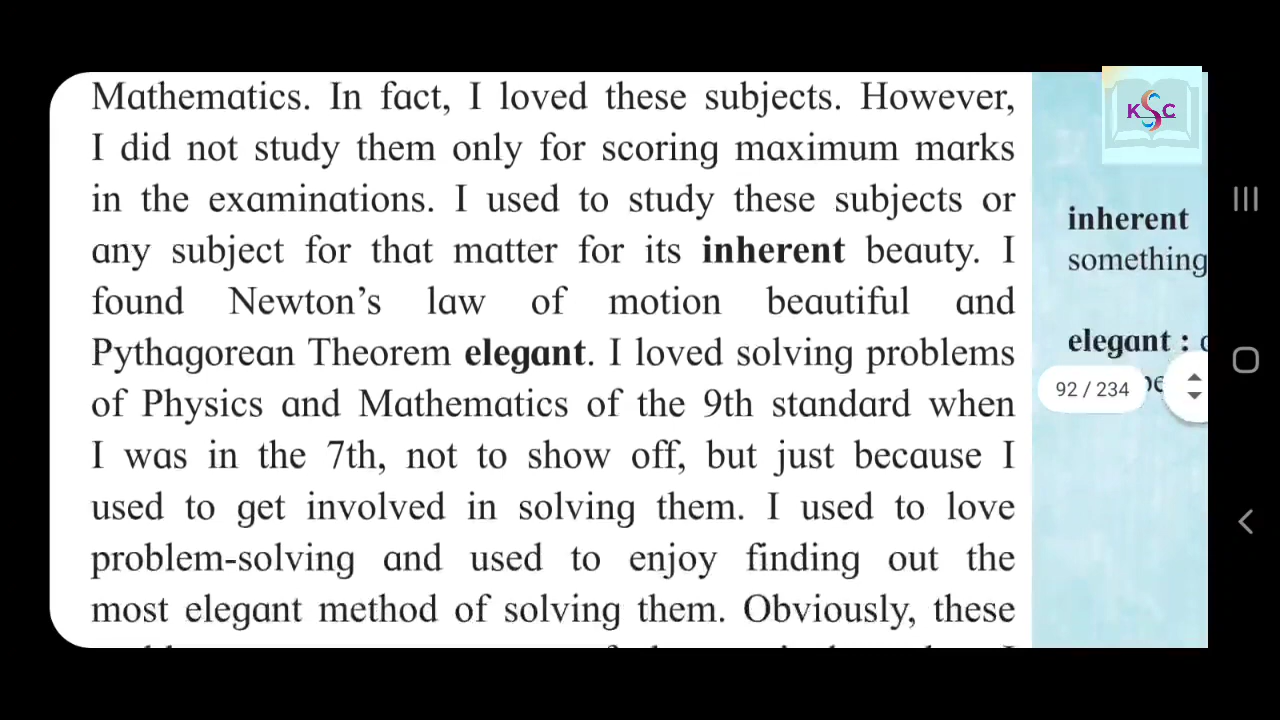 Mathematics. In fact, I loved these subjects. However,
I did not study them only for scoring maximum marks
in the examinations. I used to study these subjects or
any subject for that matter for its inherent beauty. I
found Newton’s law of motion beautiful and
Pythagorean Theorem elegant. I loved solving problems
of Physics and Mathematics of the 9th standard when
I was in the 7th, not to show off, but just because I
used to get involved in solving them. I used to love
problem-solving and used to enjoy finding out the
most elegant method of solving them. Obviously, these
KSC
inherent
something
elegant :
92 / 234